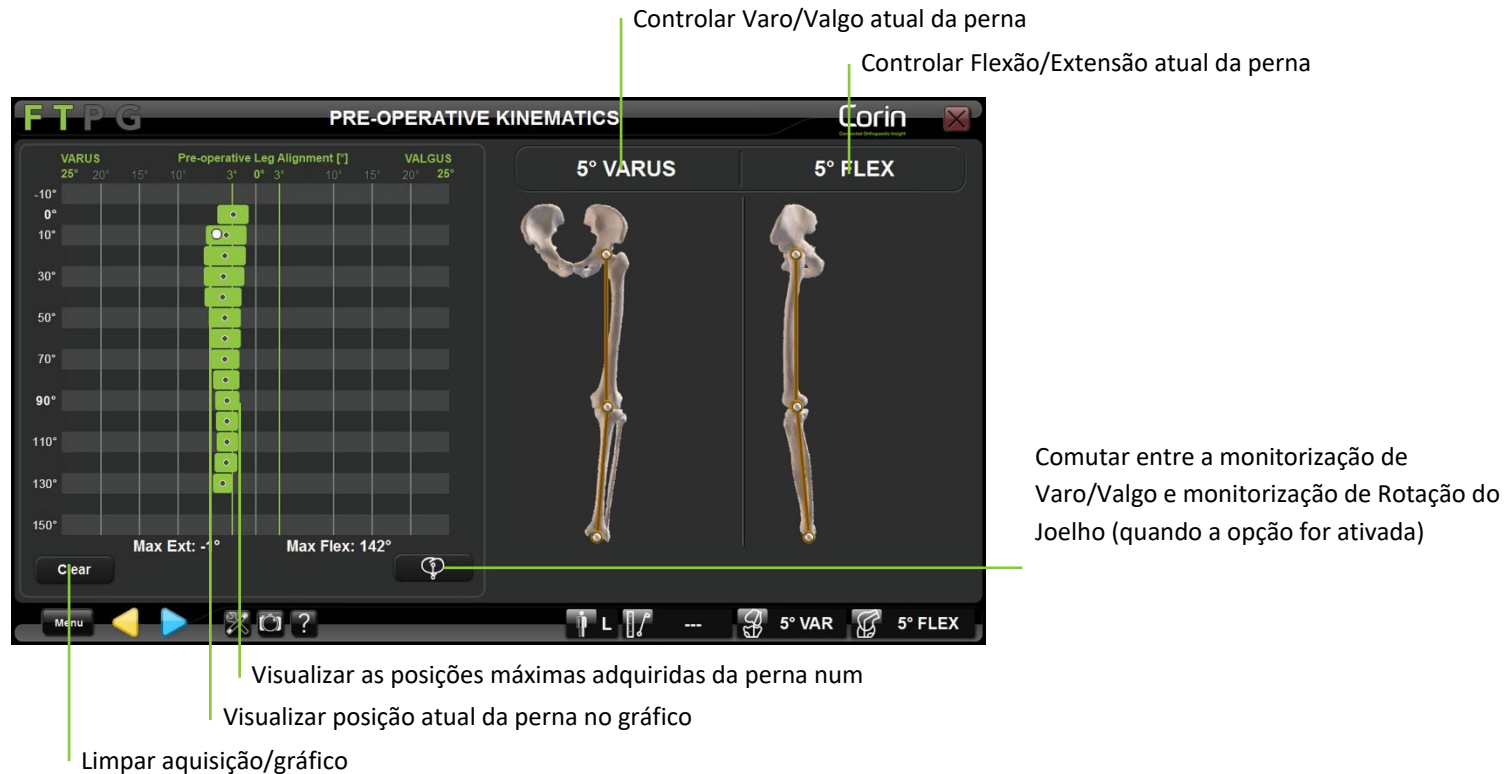 Controlar Varo/Valgo atual da perna
Controlar Flexão/Extensão atual da perna
F T P G
PRE-OPERATIVE KINEMATICS
Corin
Connected Orthopaedic Insight
VARUS Pre-operative Leg Alignment [°] VALGUS
25° 20° 15° 10° 3° 0° 3° 10° 15° 20° 25°
5° VARUS
5° FLEX
-10°
0°
10°
30°
50°
70°
90°
110°
130°
150°
Max Ext: -1° Max Flex: 142°
Clear
Comutar entre a monitorização de
Varo/Valgo e monitorização de Rotação do
Joelho (quando a opção for ativada)
Menu ? L --- 5° VAR 5° FLEX
Visualizar as posições máximas adquiridas da perna num
Visualizar posição atual da perna no gráfico
Limpar aquisição/gráfico